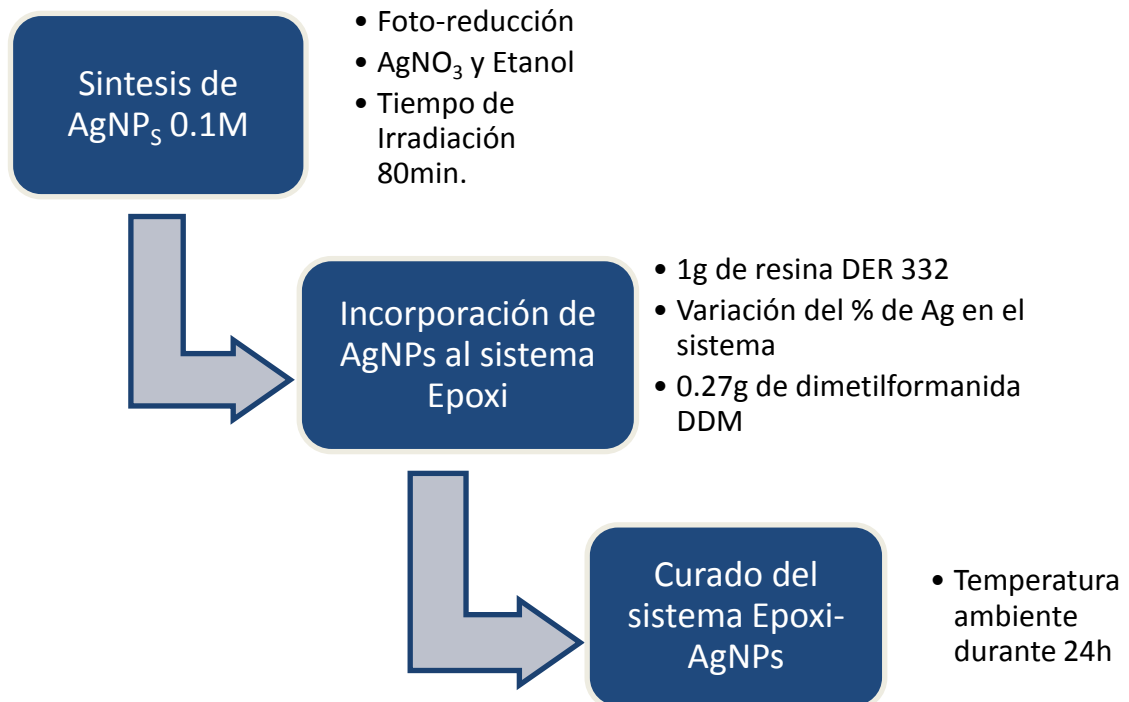 Sintesis de
AgNPS 0.1M
• Foto-reducción
• AgNO3 y Etanol
• Tiempo de
Irradiación
80min.
Incorporación de
AgNPs al sistema
Epoxi
• 1g de resina DER 332
• Variación del % de Ag en el
sistema
• 0.27g de dimetilformanida
DDM
Curado del
sistema Epoxi-
AgNPs
• Temperatura
ambiente
durante 24h